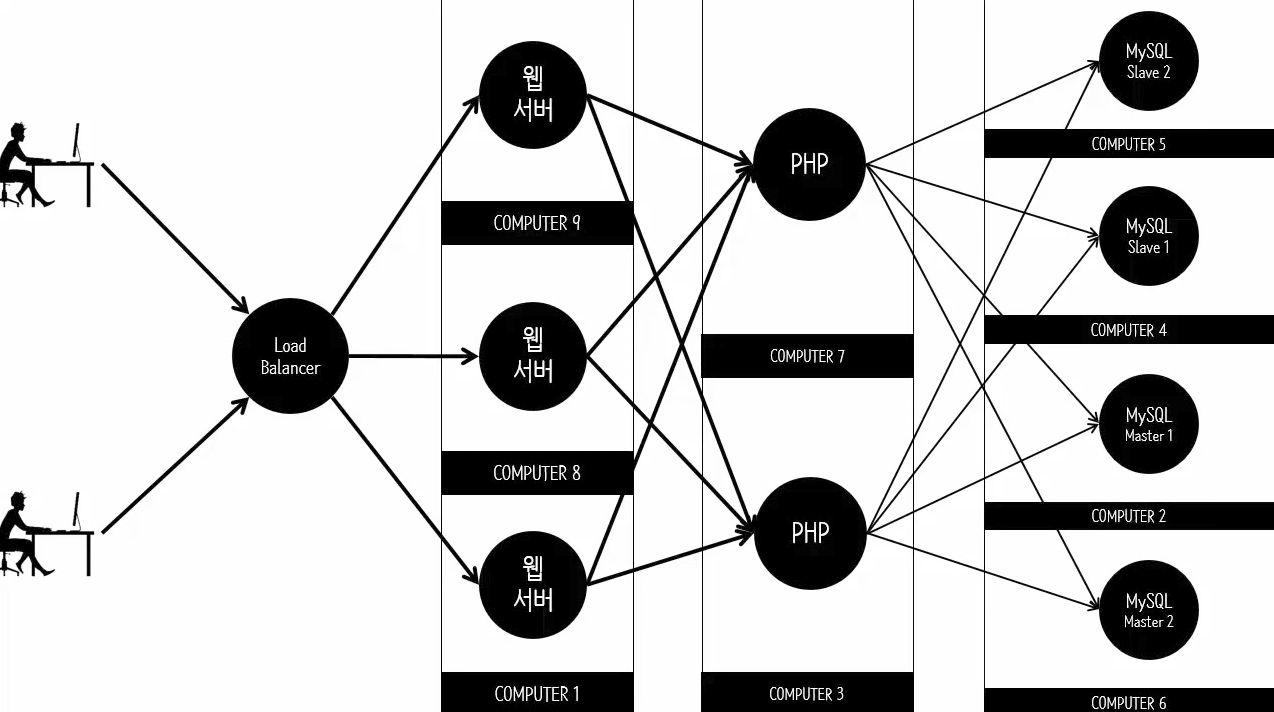 Load
Balancer
웹
서버
COMPUTER 9
웹
서버
COMPUTER 8
웹
서버
COMPUTER 1
PHP
COMPUTER 7
PHP
COMPUTER 3
MySQL
Slave 2
COMPUTER 5
MySQL
Slave 1
COMPUTER 4
MySQL
Master 1
COMPUTER 2
MySQL
Master 2
COMPUTER 6